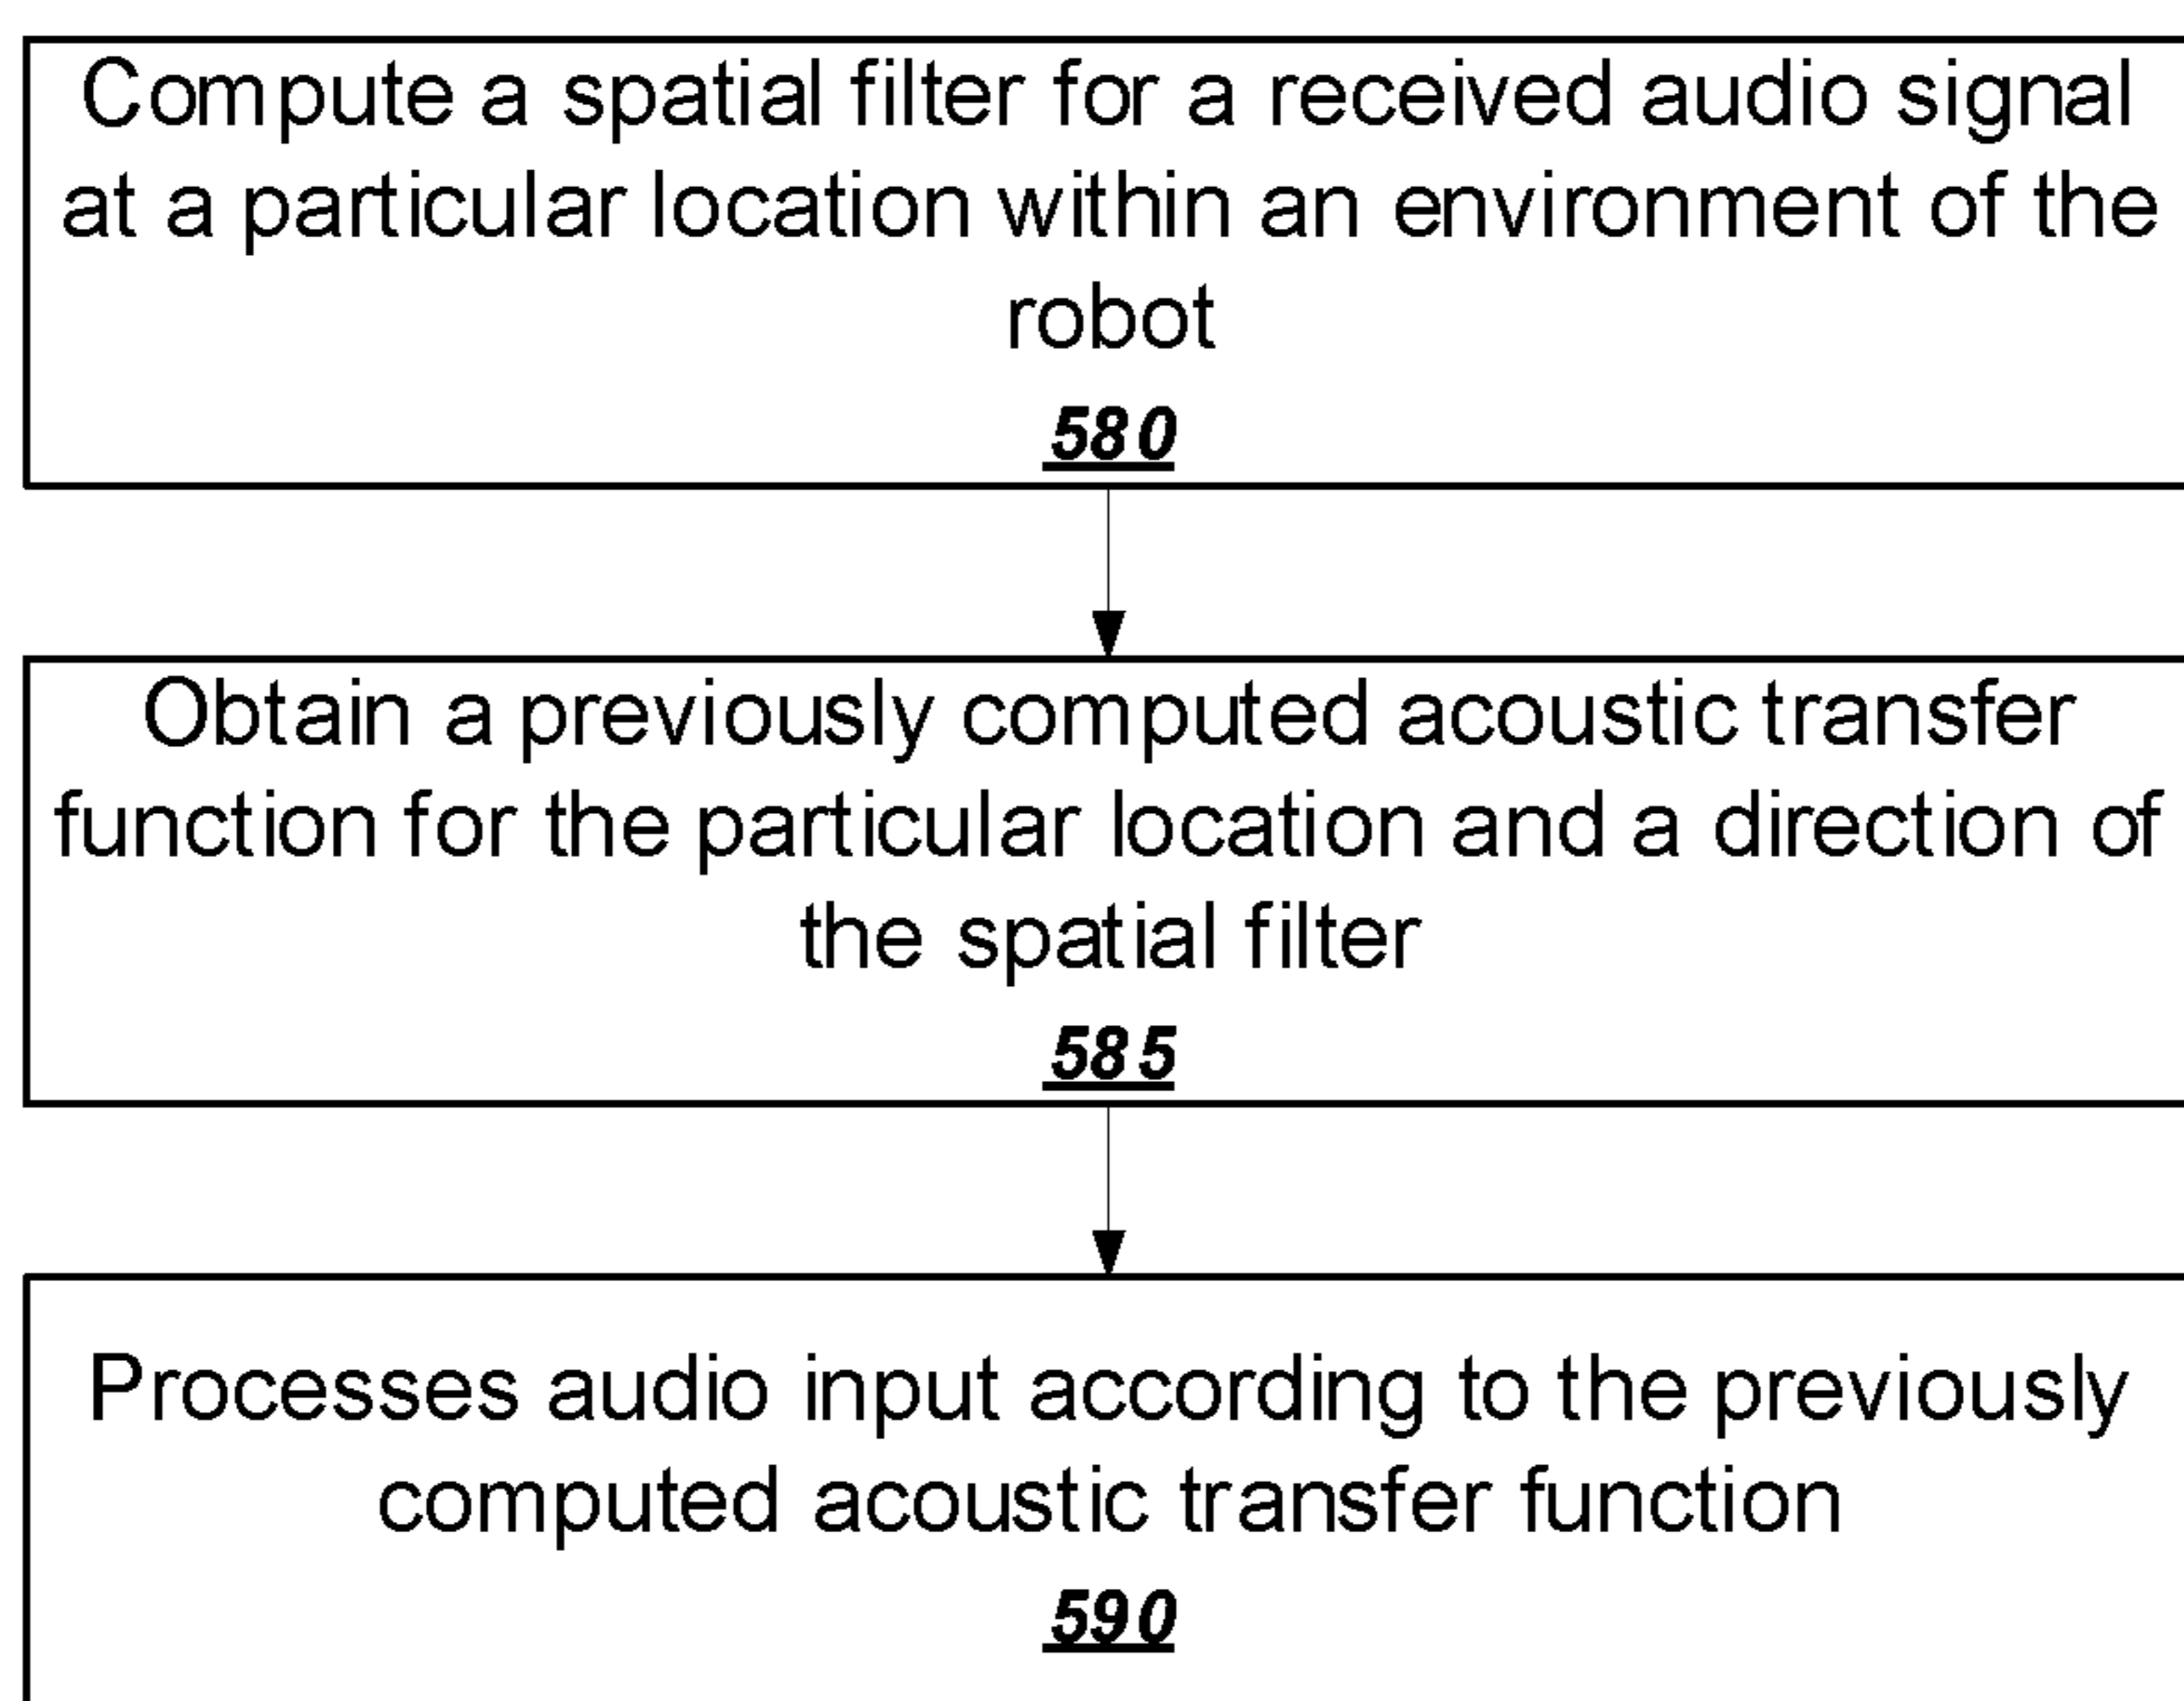 Compute a spatial filter for a received audio signal
at a particular location within an environment of the
robot
580
Obtain a previously computed acoustic transfer
function for the particular location and a direction of
the spatial filter
585
Processes audio input according to the previously
computed acoustic transfer function
590